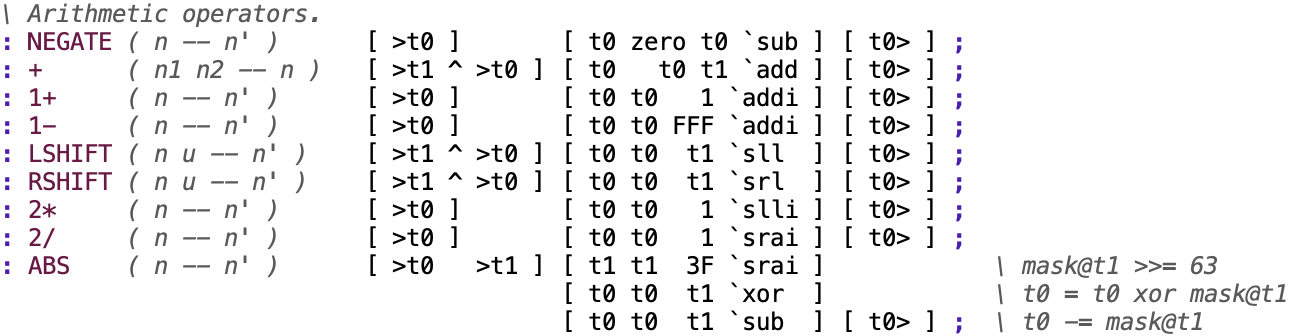 \ Arithmetic operators.
: NEGATE ( n -- n' )      [ >t0 ]       [ t0 zero t0 `sub ] [ t0> ] ;
: +      ( n1 n2 -- n )   [ >t1 ^ >t0 ] [ t0   t0 t1 `add ] [ t0> ] ;
: 1+     ( n -- n' )      [ >t0 ]       [ t0 t0   1 `addi ] [ t0> ] ;
: 1-     ( n -- n' )      [ >t0 ]       [ t0 t0 FFF `addi ] [ t0> ] ;
: LSHIFT ( n u -- n' )    [ >t1 ^ >t0 ] [ t0 t0  t1 `sll  ] [ t0> ] ;
: RSHIFT ( n u -- n' )    [ >t1 ^ >t0 ] [ t0 t0  t1 `srl  ] [ t0> ] ;
: 2*     ( n -- n' )      [ >t0 ]       [ t0 t0   1 `slli ] [ t0> ] ;
: 2/     ( n -- n' )      [ >t0 ]       [ t0 t0   1 `srai ] [ t0> ] ;
: ABS    ( n -- n' )      [ >t0   >t1 ] [ t1 t1  3F `srai ]           \ mask@t1 >>= 63
                                        [ t0 t0  t1 `xor  ]           \ t0 = t0 xor mask@t1
                                        [ t0 t0  t1 `sub  ] [ t0> ] ; \ t0 -= mask@t1